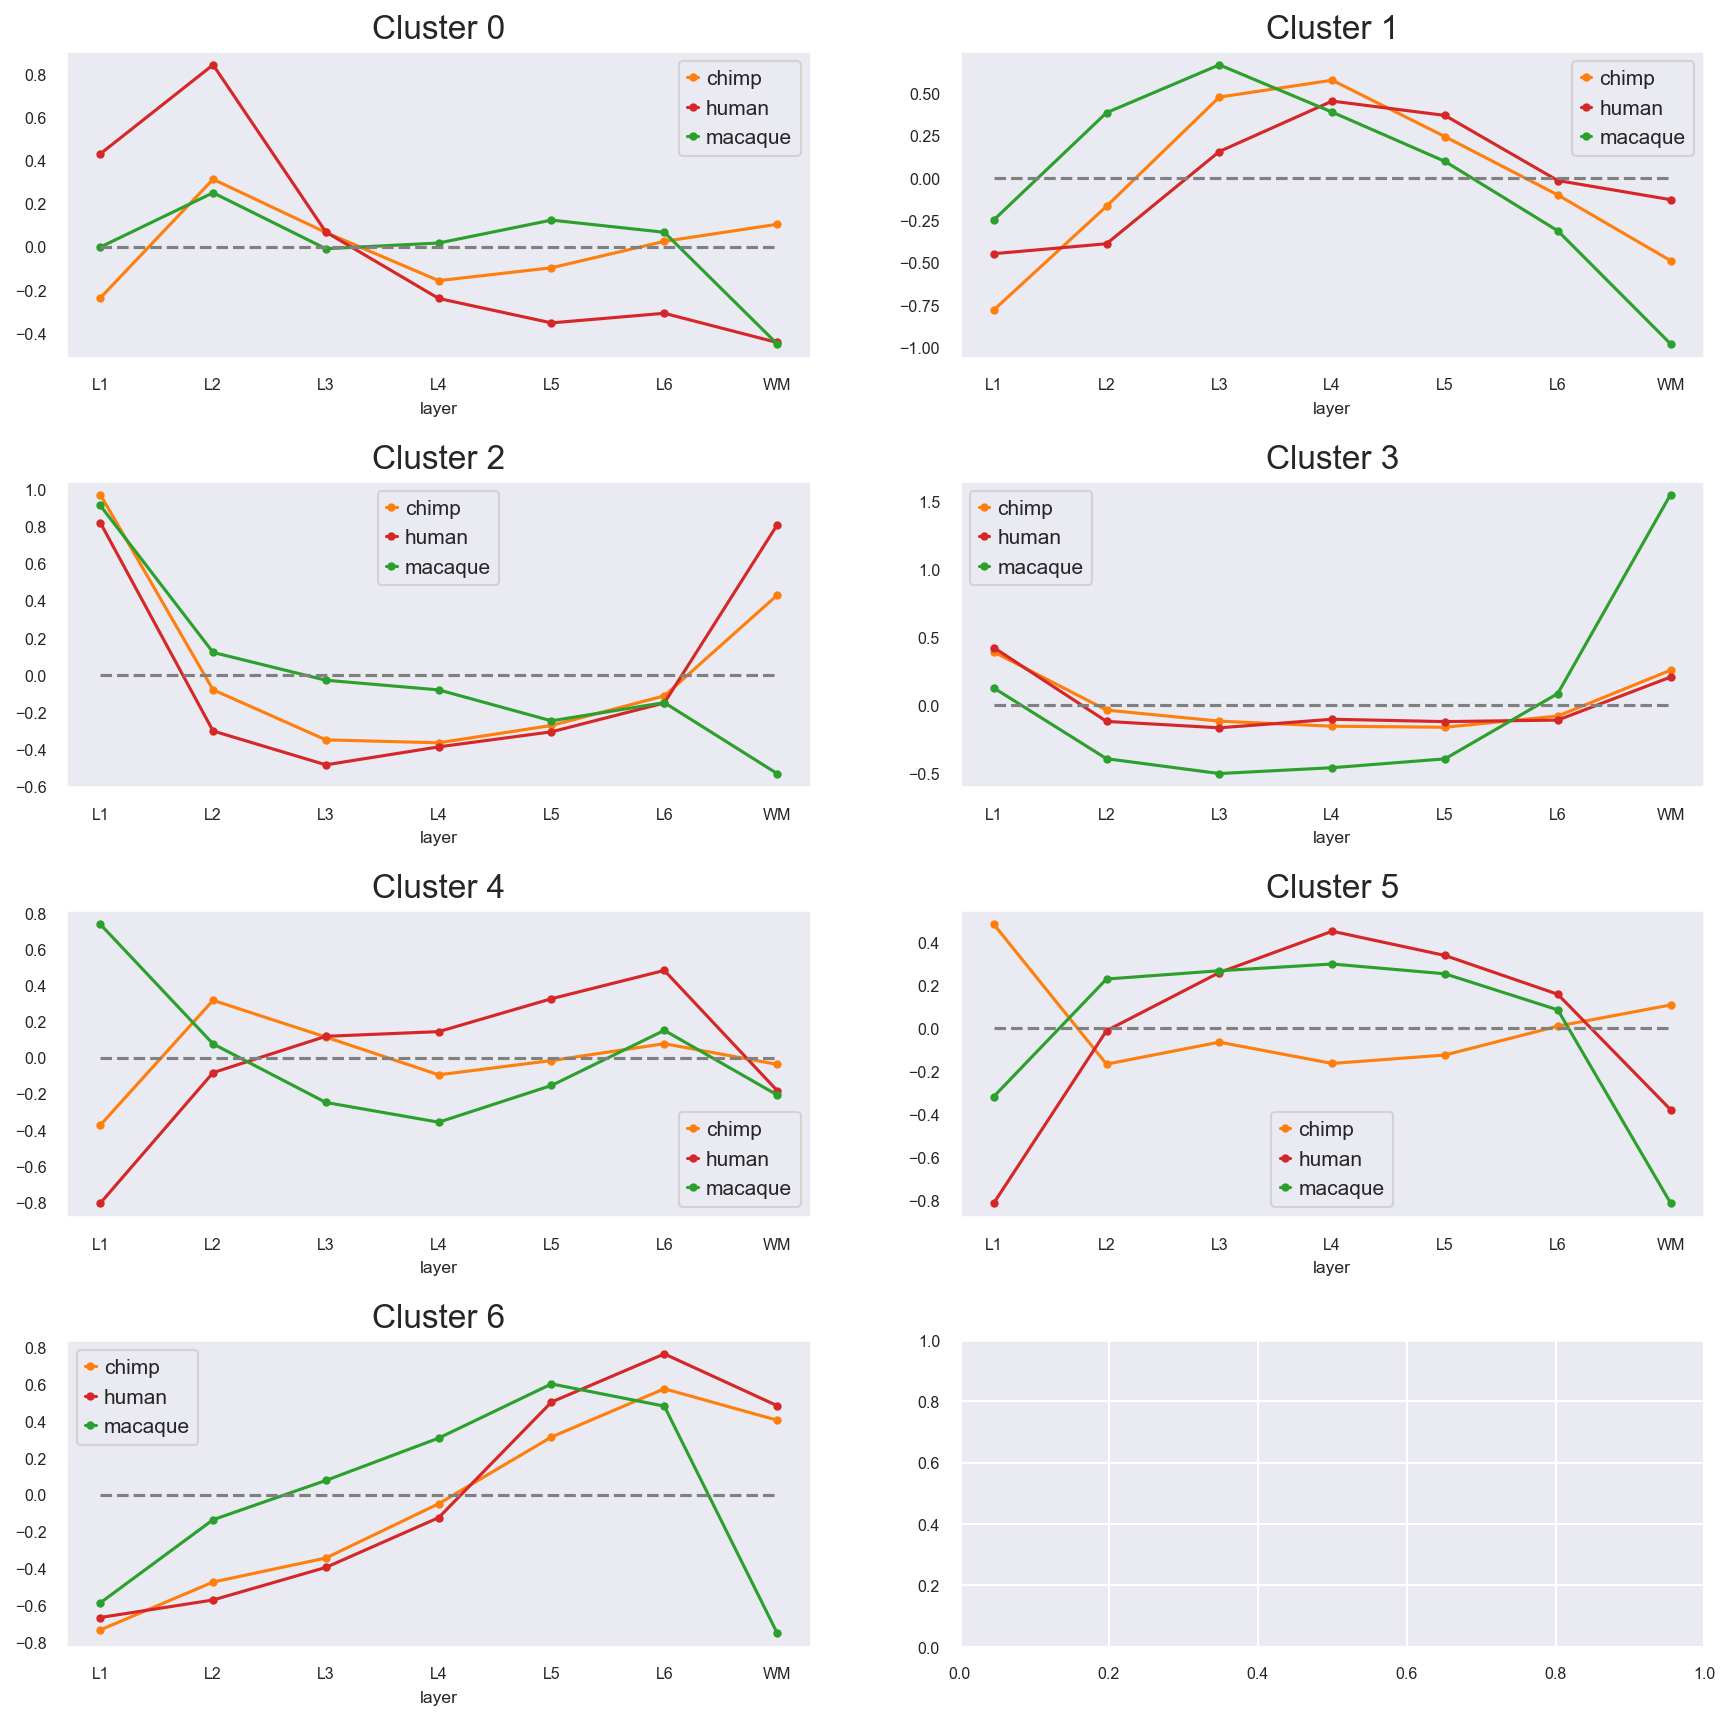 Cluster 0
0.8
0.6
0.4
0.2
0.0
−0.2
−0.4
chimp
human
macaque
L1 L2 L3 L4 L5 L6 WM
layer
Cluster 1
0.50
0.25
0.00
−0.25
−0.50
−0.75
−1.00
chimp
human
macaque
L1 L2 L3 L4 L5 L6 WM
layer
Cluster 2
1.0
0.8
0.6
0.4
0.2
0.0
−0.2
−0.4
−0.6
chimp
human
macaque
L1 L2 L3 L4 L5 L6 WM
layer
Cluster 3
1.5
1.0
0.5
0.0
−0.5
chimp
human
macaque
L1 L2 L3 L4 L5 L6 WM
layer
Cluster 4
0.8
0.6
0.4
0.2
0.0
−0.2
−0.4
−0.6
−0.8
chimp
human
macaque
L1 L2 L3 L4 L5 L6 WM
layer
Cluster 5
0.4
0.2
0.0
−0.2
−0.4
−0.6
−0.8
chimp
human
macaque
L1 L2 L3 L4 L5 L6 WM
layer
Cluster 6
0.8
0.6
0.4
0.2
0.0
−0.2
−0.4
−0.6
−0.8
chimp
human
macaque
L1 L2 L3 L4 L5 L6 WM
layer
1.0
0.8
0.6
0.4
0.2
0.0
0.0 0.2 0.4 0.6 0.8 1.0